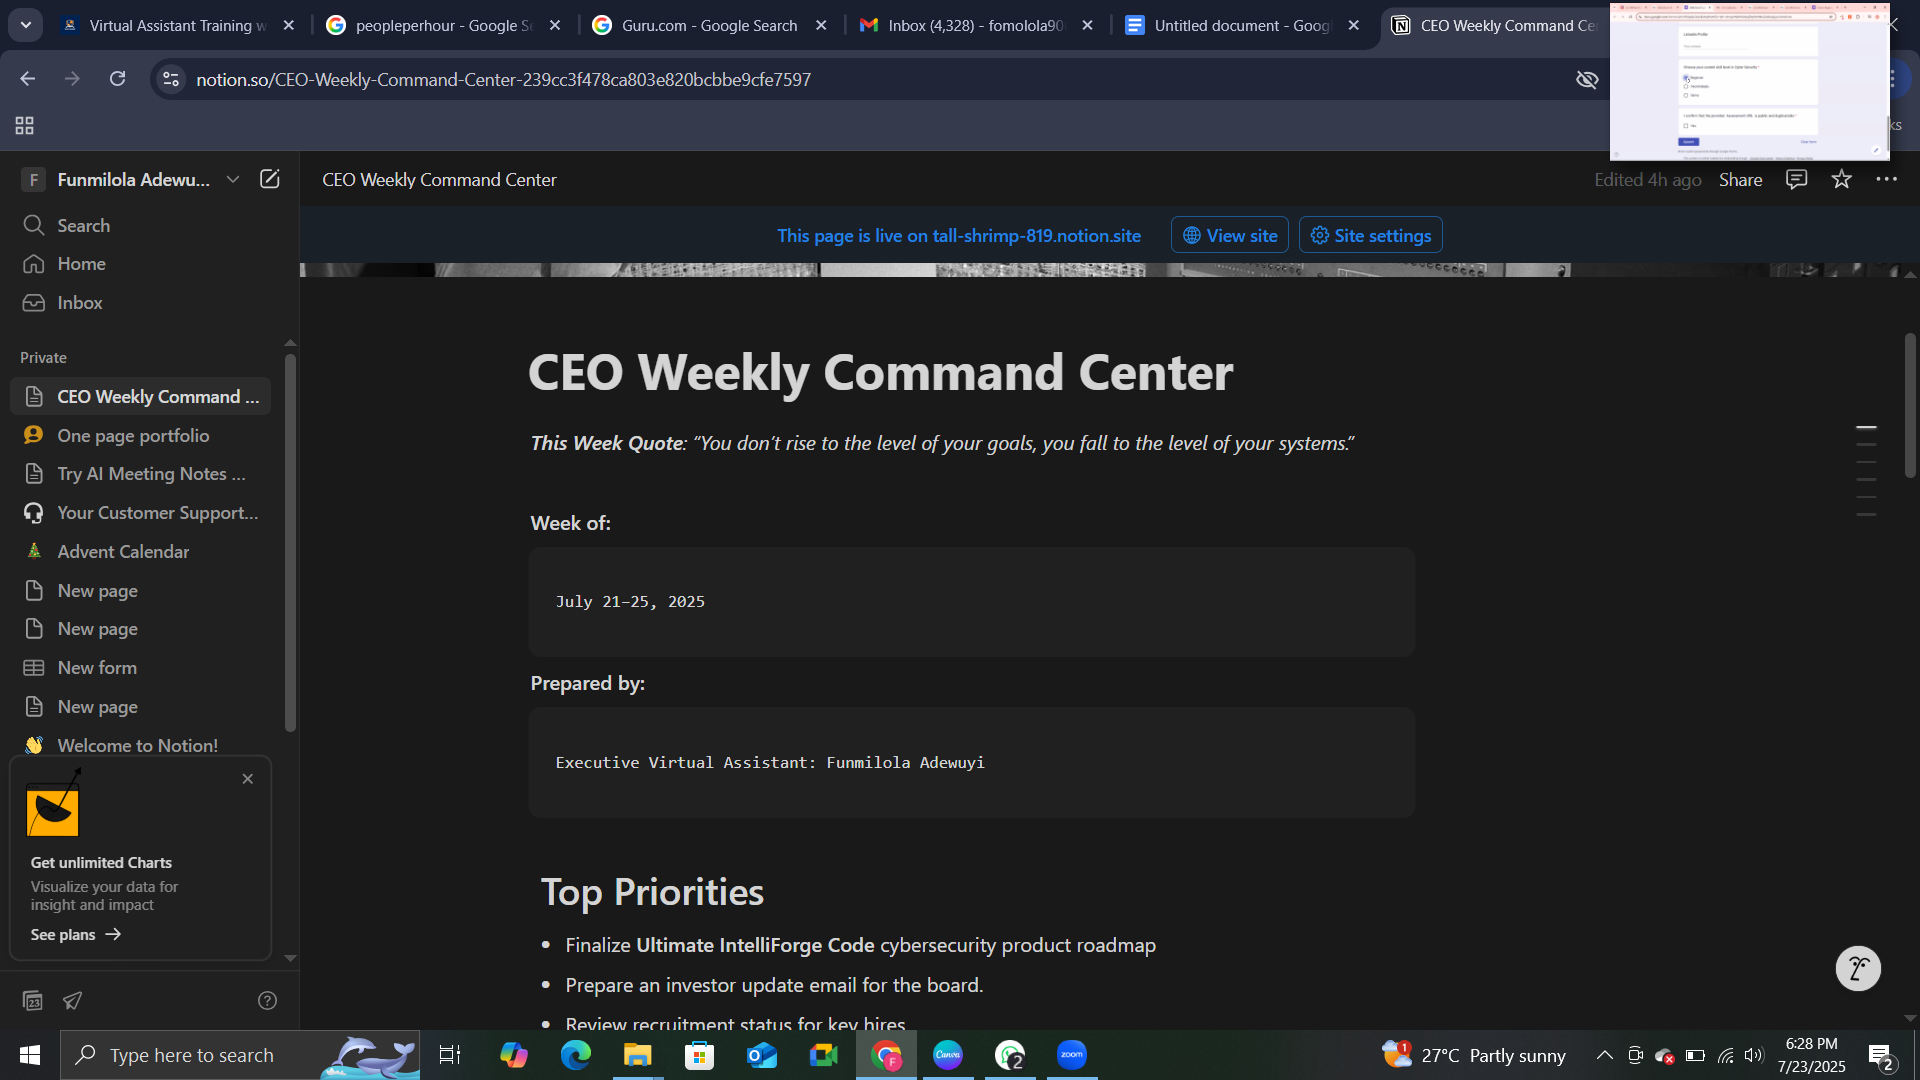 Virtual Assistant Training w
peopleperhour - Google Se
Guru.com - Google Search
Inbox (4,328) - fomolola90
Untitled document - Goog
CEO Weekly Command Ce
notion.so/CEO-Weekly-Command-Center-239cc3f478ca803e820bcbbe9cfe7597
F Funmilola Adewu...
CEO Weekly Command Center
Edited 4h ago
Share
This page is live on tall-shrimp-819.notion.site
View site
Site settings
Search
Home
Inbox
Private
CEO Weekly Command ...
One page portfolio
Try AI Meeting Notes ...
Your Customer Support...
Advent Calendar
New page
New page
New form
New page
Welcome to Notion!
Get unlimited Charts
Visualize your data for
insight and impact
See plans →
23
CEO Weekly Command Center
This Week Quote: “You don’t rise to the level of your goals, you fall to the level of your systems.”
Week of:
July 21–25, 2025
Prepared by:
Executive Virtual Assistant: Funmilola Adewuyi
Top Priorities
• Finalize Ultimate IntelliForge Code cybersecurity product roadmap
• Prepare an investor update email for the board.
• Review recruitment status for key hires
Type here to search
F
Canva
2
zoom
1
27°C Partly sunny
6:28 PM
7/23/2025
2